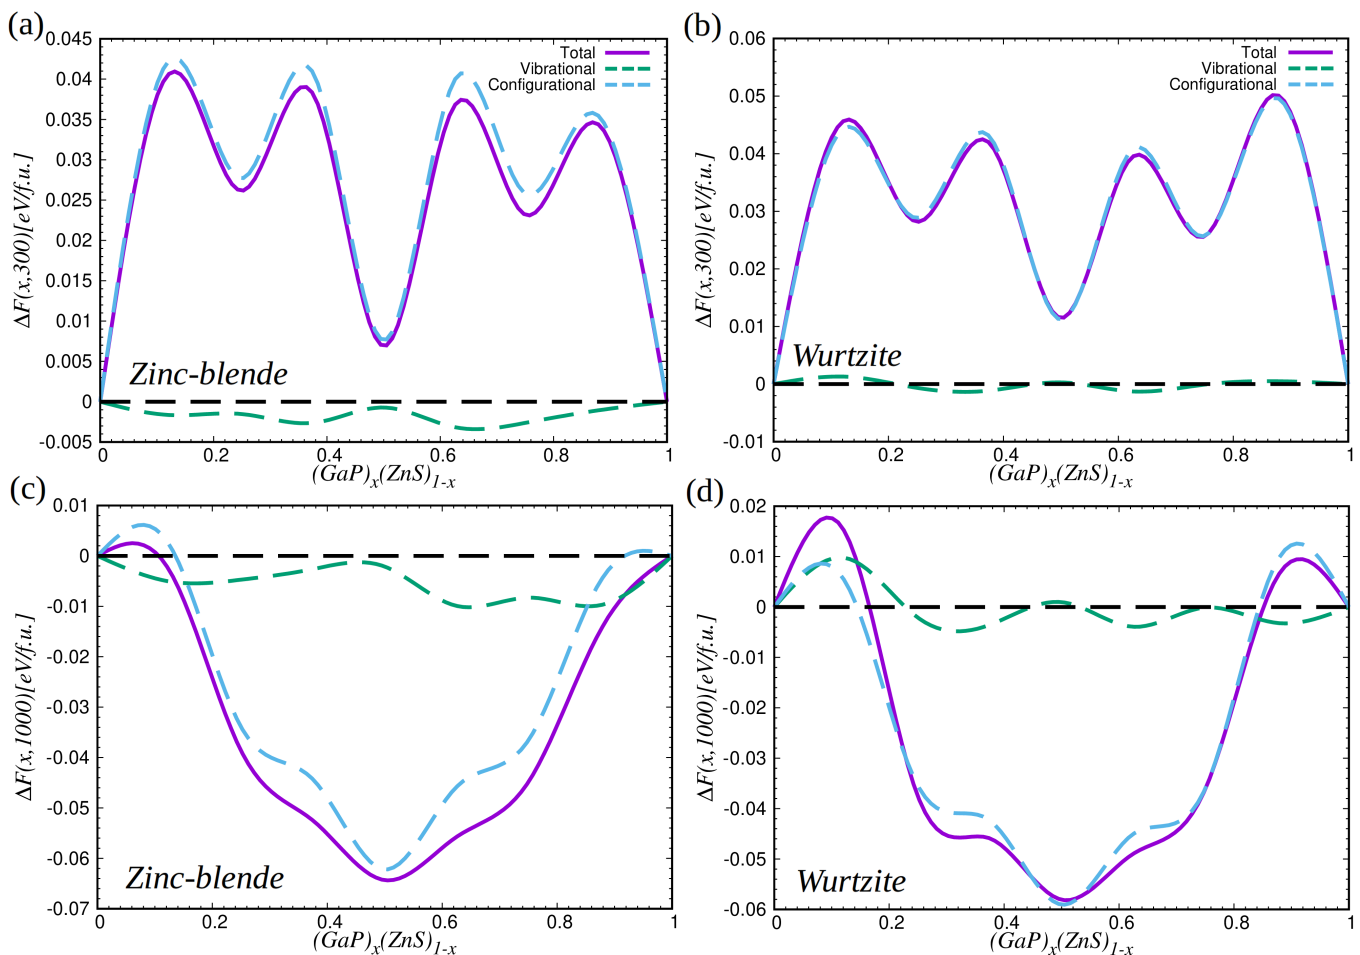 (a)
0.045
0.04
0.035
0.03
0.025
0.02
0.015
0.01
0.005
0
-0.005
ΔF(x,300)[eV/f.u.]
Total
Vibrational
Configurational
Zinc-blende
0 0.2 0.4 0.6 0.8 1
(GaP)x(ZnS)1-x
(b)
0.06
0.05
0.04
0.03
0.02
0.01
0
-0.01
ΔF(x,300)[eV/f.u.]
Total
Vibrational
Configurational
Wurtzite
0 0.2 0.4 0.6 0.8 1
(GaP)x(ZnS)1-x
(c)
0.01
0
-0.01
-0.02
-0.03
-0.04
-0.05
-0.06
-0.07
ΔF(x,1000)[eV/f.u.]
Zinc-blende
0 0.2 0.4 0.6 0.8 1
(GaP)x(ZnS)1-x
(d)
0.02
0.01
0
-0.01
-0.02
-0.03
-0.04
-0.05
-0.06
ΔF(x,1000)[eV/f.u.]
Wurtzite
0 0.2 0.4 0.6 0.8 1
(GaP)x(ZnS)1-x